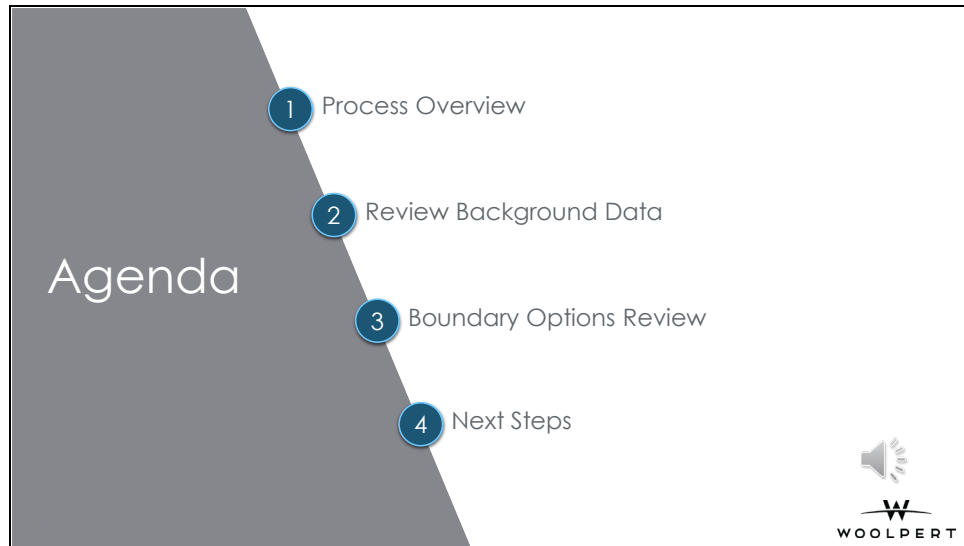 Agenda
1 Process Overview
2 Review Background Data
3 Boundary Options Review
4 Next Steps
W
WOOLPERT